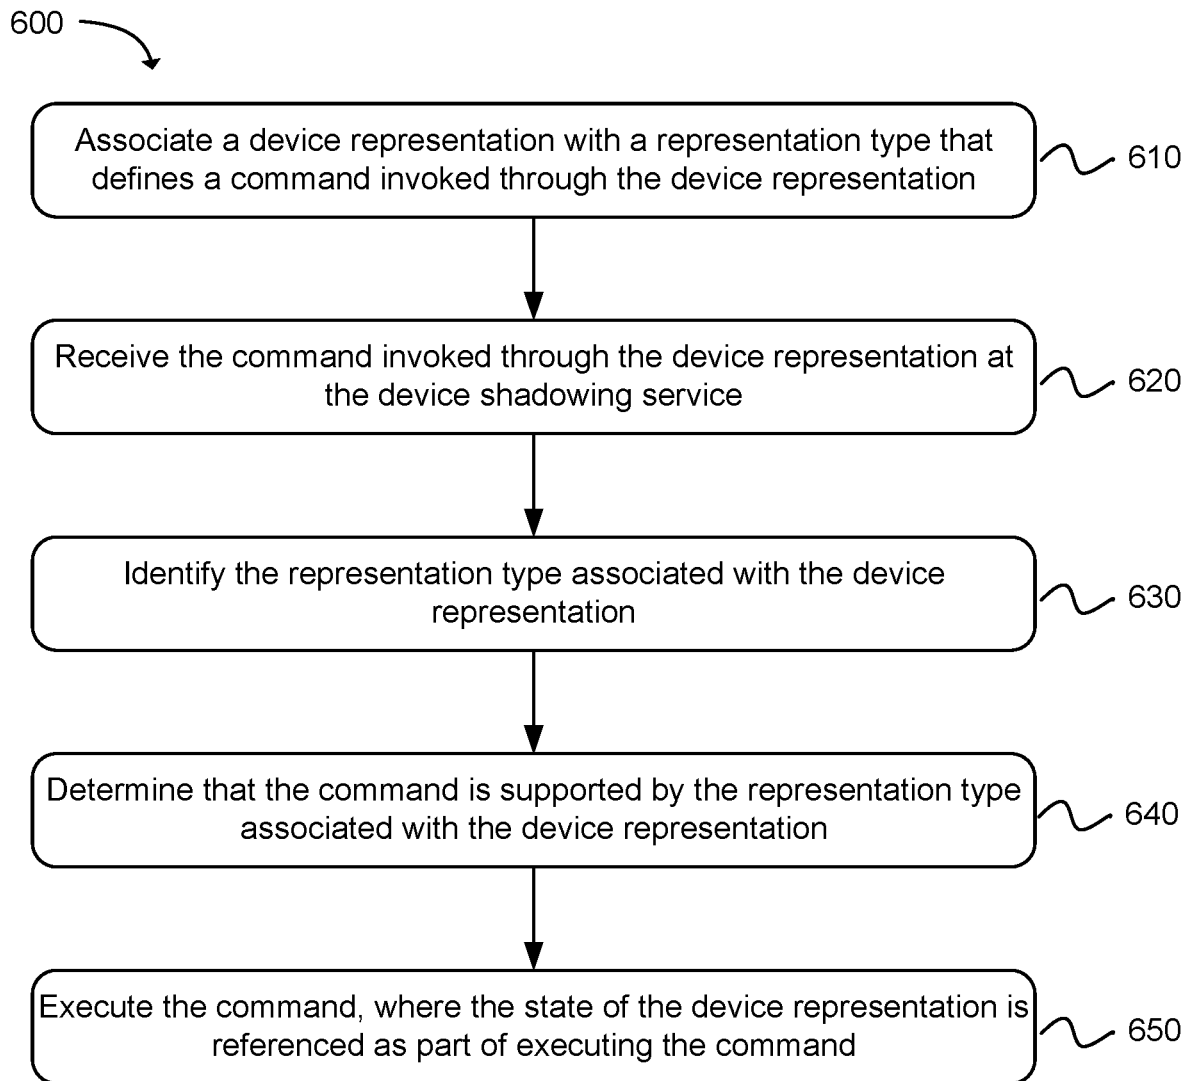 600
Associate a device representation with a representation type that
defines a command invoked through the device representation
610
Receive the command invoked through the device representation at
the device shadowing service
620
Identify the representation type associated with the device
representation
630
Determine that the command is supported by the representation type
associated with the device representation
640
Execute the command, where the state of the device representation is
referenced as part of executing the command
650